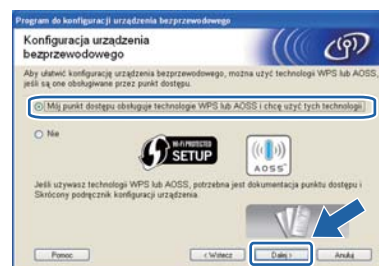 Program do konfiguracji urządzenia bezprzewodowego
Konfiguracja urządzenia
bezprzewodowego
Aby ułatwić konfigurację urządzenia bezprzewodowego, można użyć technologii WPS lub AOSS,
jeśli są one obsługiwane przez punkt dostępu.
Mój punkt dostępu obsługuje technologie WPS lub AOSS i chcę użyć tych technologii
Nie
Wi-Fi PROTECTED
SETUP
AOSS
Jeśli używasz technologii WPS lub AOSS, potrzebna jest dokumentacja punktu dostępu i
Skrócony podręcznik konfiguracji urządzenia.
Pomoc
< Wstecz
Dalej >
Anuluj